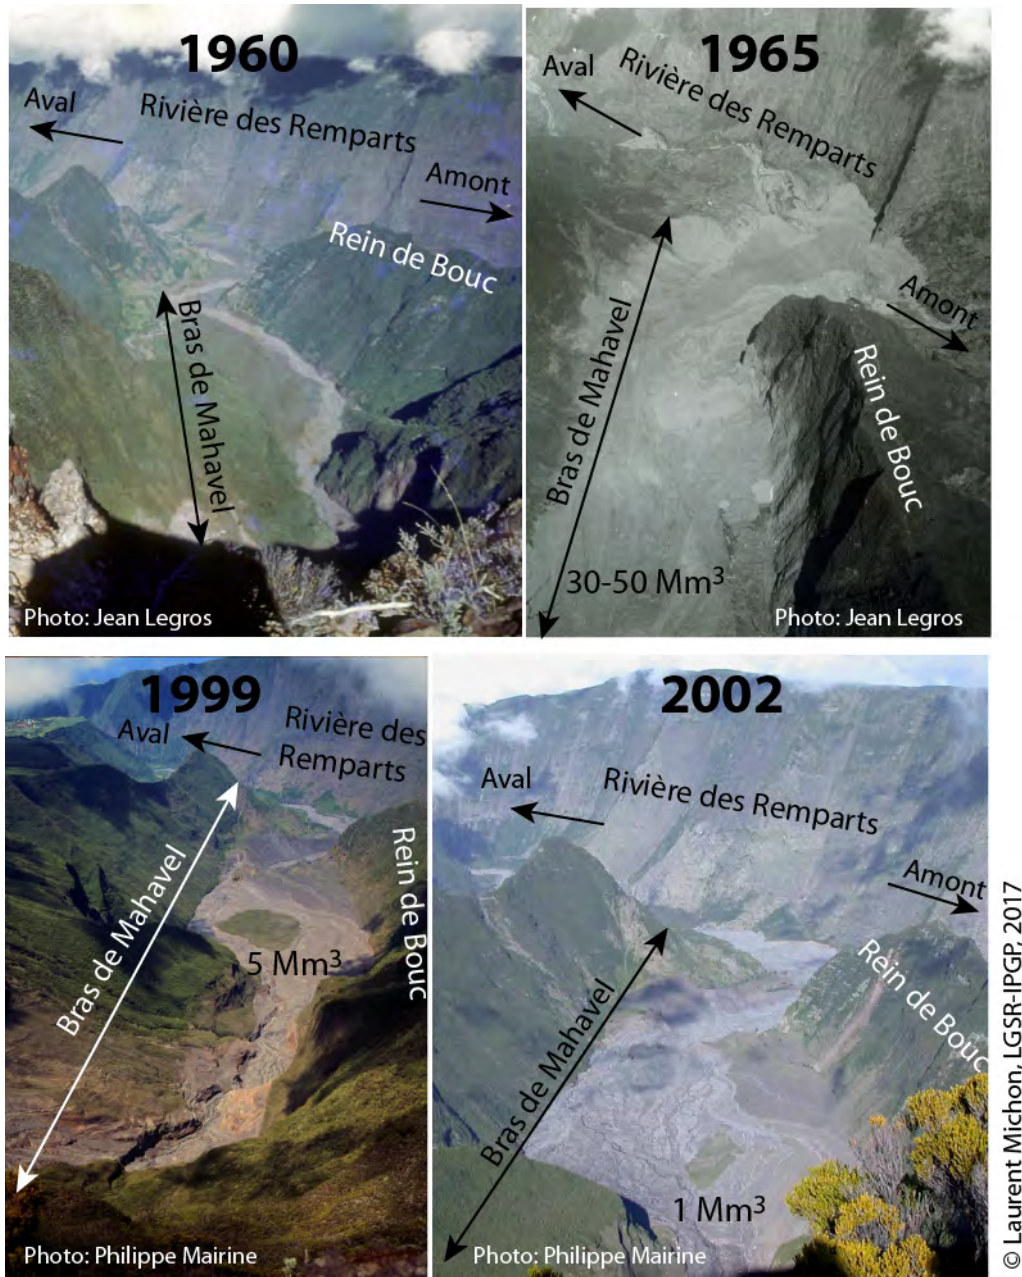 1960
Aval
Rivière des Remparts
Amont
Rein de Bouc
Bras de Mahavel
Photo: Jean Legros
1965
Aval
Rivière des Remparts
Amont
Bras de Mahavel
Rein de Bouc
30-50 Mm³
Photo: Jean Legros
1999
Aval
Rivière des
Remparts
Rein de Bouc
Bras de Mahavel
5 Mm³
Photo: Philippe Mairine
2002
Aval
Rivière des Remparts
Amont
Rein de Bouc
Bras de Mahavel
1 Mm³
Photo: Philippe Mairine
© Laurent Michon, LGSR-IPGP, 2017